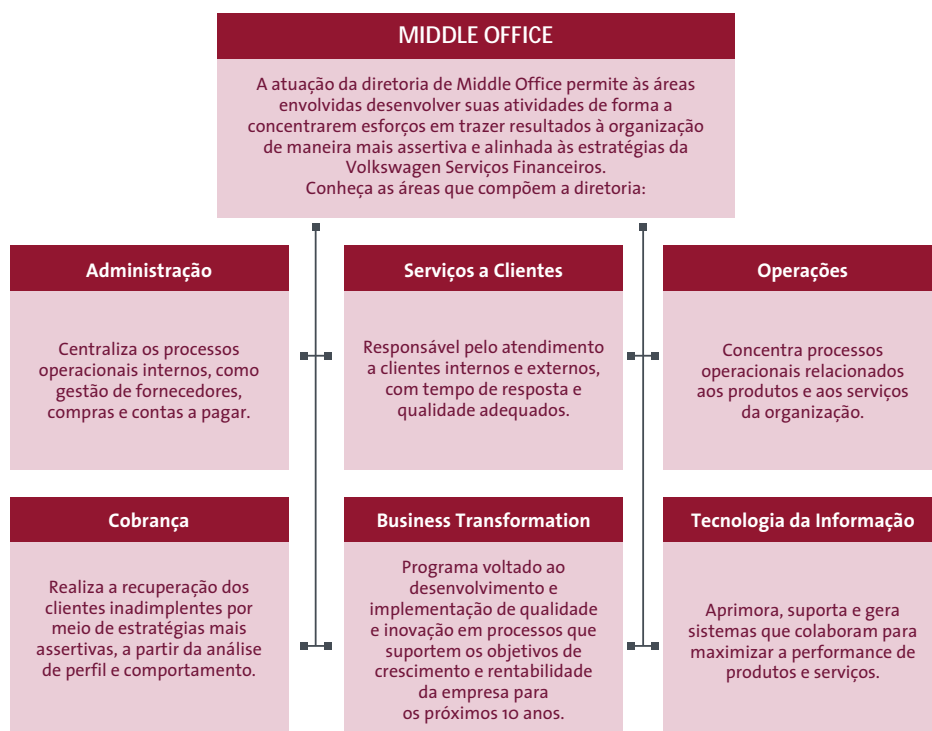 MIDDLE OFFICE
A atuação da diretoria de Middle Office permite às áreas
envolvidas desenvolver suas atividades de forma a
concentrarem esforços em trazer resultados à organização
de maneira mais assertiva e alinhada às estratégias da
Volkswagen Serviços Financeiros.
Conheça as áreas que compõem a diretoria:
Administração
Centraliza os processos
operacionais internos, como
gestão de fornecedores,
compras e contas a pagar.
Serviços a Clientes
Responsável pelo atendimento
a clientes internos e externos,
com tempo de resposta e
qualidade adequados.
Operações
Concentra processos
operacionais relacionados
aos produtos e aos serviços
da organização.
Cobrança
Realiza a recuperação dos
clientes inadimplentes por
meio de estratégias mais
assertivas, a partir da análise
de perfil e comportamento.
Business Transformation
Programa voltado ao
desenvolvimento e
implementação de qualidade
e inovação em processos que
suportem os objetivos de
crescimento e rentabilidade
da empresa para
os próximos 10 anos.
Tecnologia da Informação
Aprimora, suporta e gera
sistemas que colaboram para
maximizar a performance de
produtos e serviços.